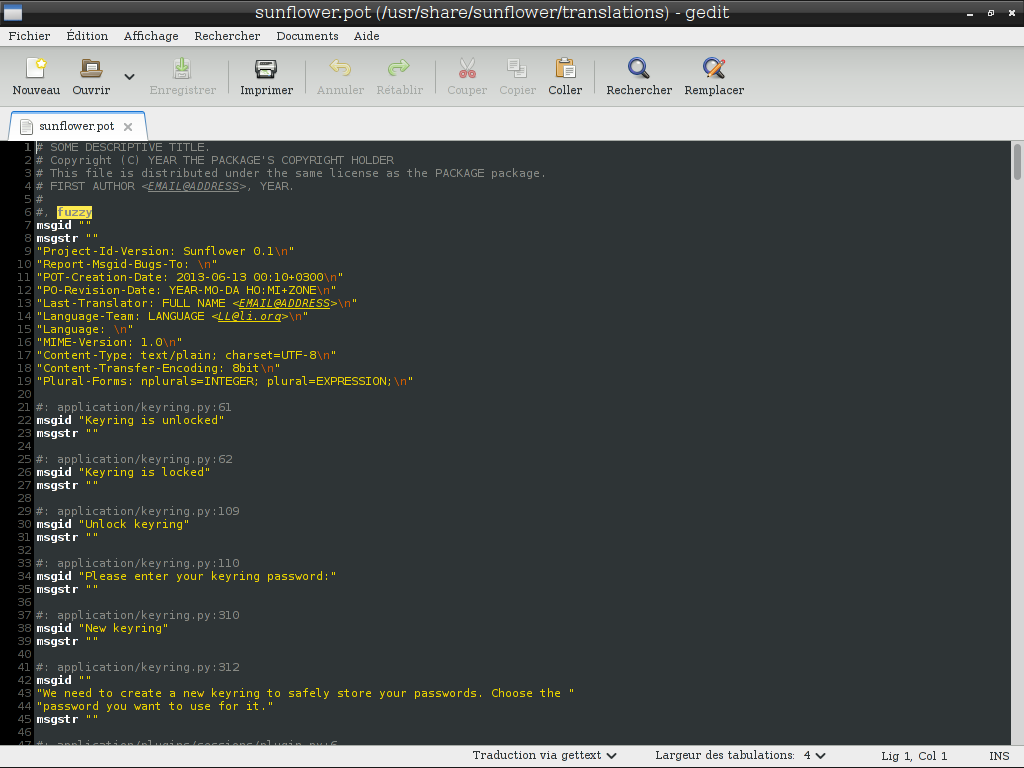 sunflower.pot (/usr/share/sunflower/translations) - gedit
Fichier Édition Affichage Rechercher Documents Aide
Nouveau Ouvrir Enregistrer Imprimer Annuler Rétablir Couper Copier Coller Rechercher Remplacer
sunflower.pot
1 # SOME DESCRIPTIVE TITLE.
2 # Copyright (C) YEAR THE PACKAGE'S COPYRIGHT HOLDER
3 # This file is distributed under the same license as the PACKAGE package.
4 # FIRST AUTHOR <EMAIL@ADDRESS>, YEAR.
5 #
6 #, fuzzy
7 msgid ""
8 msgstr ""
9 "Project-Id-Version: Sunflower 0.1\n"
10 "Report-Msgid-Bugs-To: \n"
11 "POT-Creation-Date: 2013-06-13 00:10+0300\n"
12 "PO-Revision-Date: YEAR-MO-DA HO:MI+ZONE\n"
13 "Last-Translator: FULL NAME <EMAIL@ADDRESS>\n"
14 "Language-Team: LANGUAGE <LL@li.org>\n"
15 "Language: \n"
16 "MIME-Version: 1.0\n"
17 "Content-Type: text/plain; charset=UTF-8\n"
18 "Content-Transfer-Encoding: 8bit\n"
19 "Plural-Forms: nplurals=INTEGER; plural=EXPRESSION;\n"
20
21 #: application/keyring.py:61
22 msgid "Keyring is unlocked"
23 msgstr ""
24
25 #: application/keyring.py:62
26 msgid "Keyring is locked"
27 msgstr ""
28
29 #: application/keyring.py:109
30 msgid "Unlock keyring"
31 msgstr ""
32
33 #: application/keyring.py:110
34 msgid "Please enter your keyring password:"
35 msgstr ""
36
37 #: application/keyring.py:310
38 msgid "New keyring"
39 msgstr ""
40
41 #: application/keyring.py:312
42 msgid ""
43 "We need to create a new keyring to safely store your passwords. Choose the "
44 "password you want to use for it."
45 msgstr ""
46
47 #: application/plugins/sessions/plugin.py:6
Traduction via gettext Largeur des tabulations: 4 Lig 1, Col 1 INS